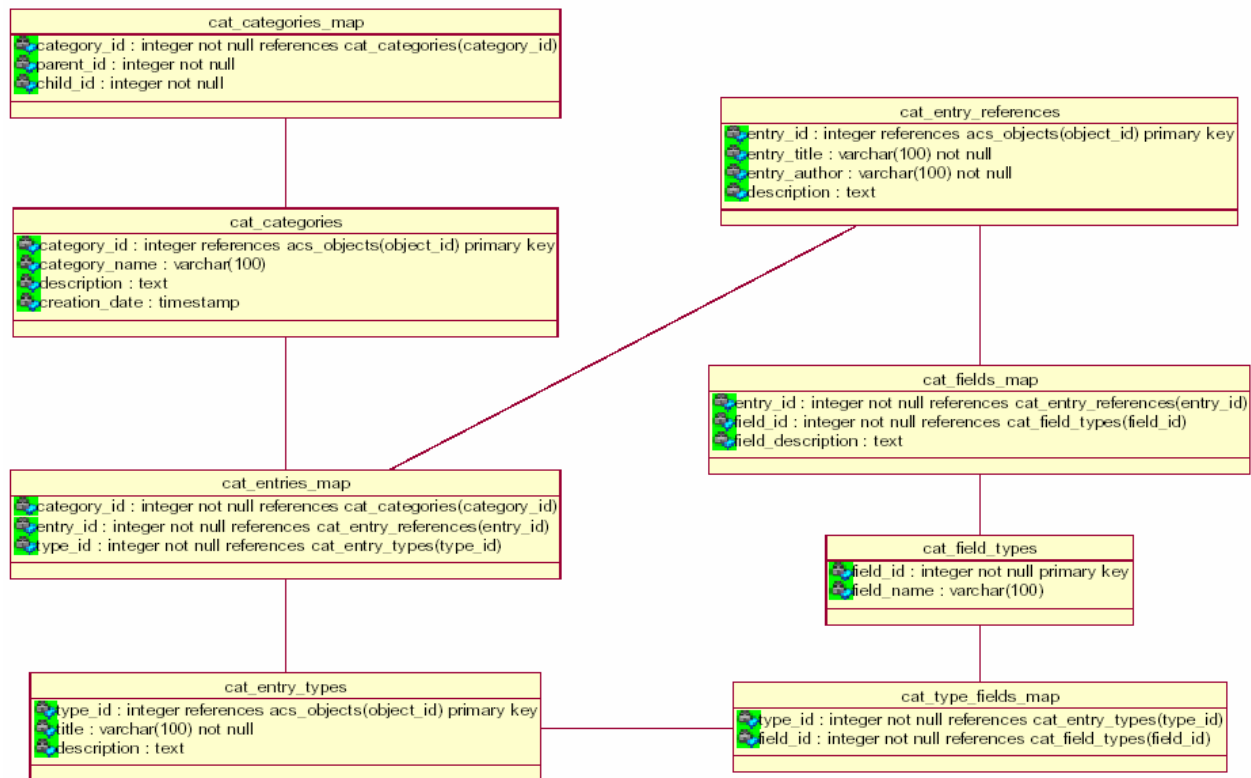 cat_categories_map
category_id : integer not null references cat_categories(category_id)
parent_id : integer not null
child_id : integer not null
cat_entry_references
entry_id : integer references acs_objects(object_id) primary key
entry_title : varchar(100) not null
entry_author : varchar(100) not null
description : text
cat_categories
category_id : integer references acs_objects(object_id) primary key
category_name : varchar(100)
description : text
creation_date : timestamp
cat_fields_map
entry_id : integer not null references cat_entry_references(entry_id)
field_id : integer not null references cat_field_types(field_id)
field_description : text
cat_entries_map
category_id : integer not null references cat_categories(category_id)
entry_id : integer not null references cat_entry_references(entry_id)
type_id : integer not null references cat_entry_types(type_id)
cat_field_types
field_id : integer not null primary key
field_name : varchar(100)
cat_entry_types
type_id : integer references acs_objects(object_id) primary key
title : varchar(100) not null
description : text
cat_type_fields_map
type_id : integer not null references cat_entry_types(type_id)
field_id : integer not null references cat_field_types(field_id)